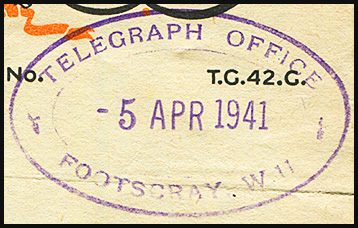 TELEGRAPH OFFICE
No. T.G.42.G.
-5 APR 1941
FOOTSCRAY. W.11